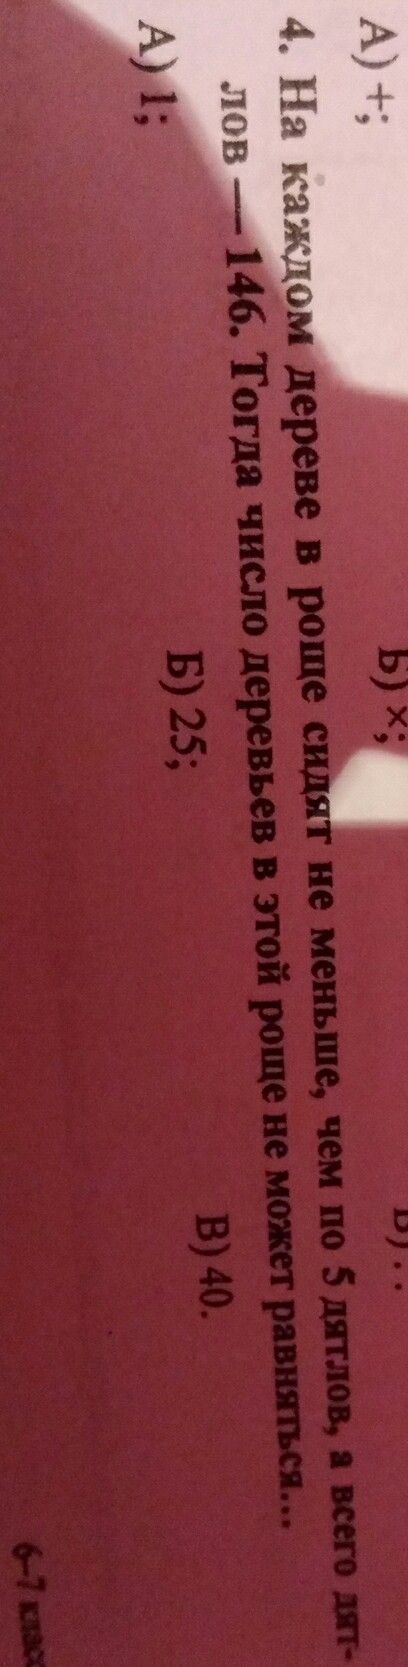 А) +; Б) ×; В) :.
4. На каждом дереве в роще сидят не меньше, чем по 5 дятлов, а всего дят-
лов — 146. Тогда число деревьев в этой роще не может равняться...
А) 1; Б) 25; В) 40.
6–7 клас